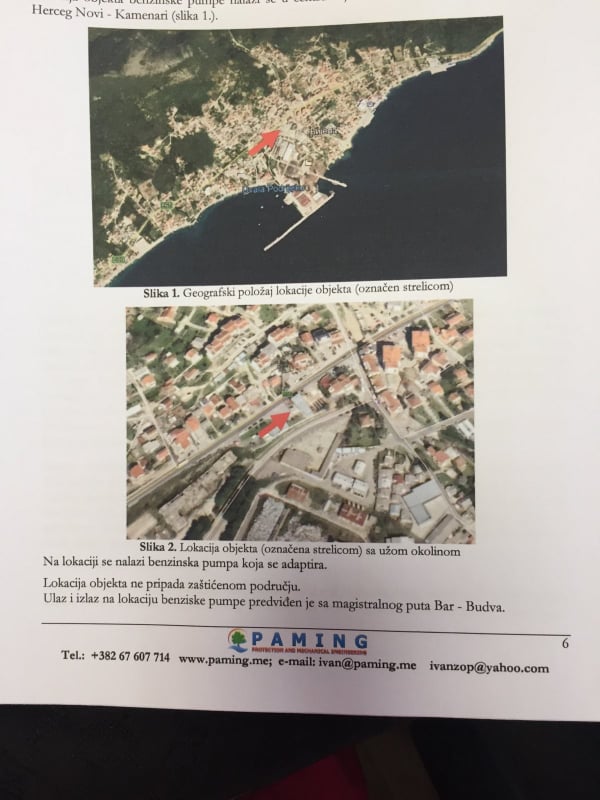 objekta benzinske pumpe nalazi se u
Herceg Novi - Kamenari (slika 1.).
Slika 1. Geografski položaj lokacije objekta (označen strelicom)
Slika 2. Lokacija objekta (označena strelicom) sa užom okolinom
Na lokaciji se nalazi benzinska pumpa koja se adaptira.
Lokacija objekta ne pripada zaštićenom području.
Ulaz i izlaz na lokaciju benziske pumpe predviđen je sa magistralnog puta Bar - Budva.
PAMING
PROTECTION AND MECHANICAL ENGINEERING
6
Tel.: +382 67 607 714 www.paming.me; e-mail: ivan@paming.me ivanzop@yahoo.com